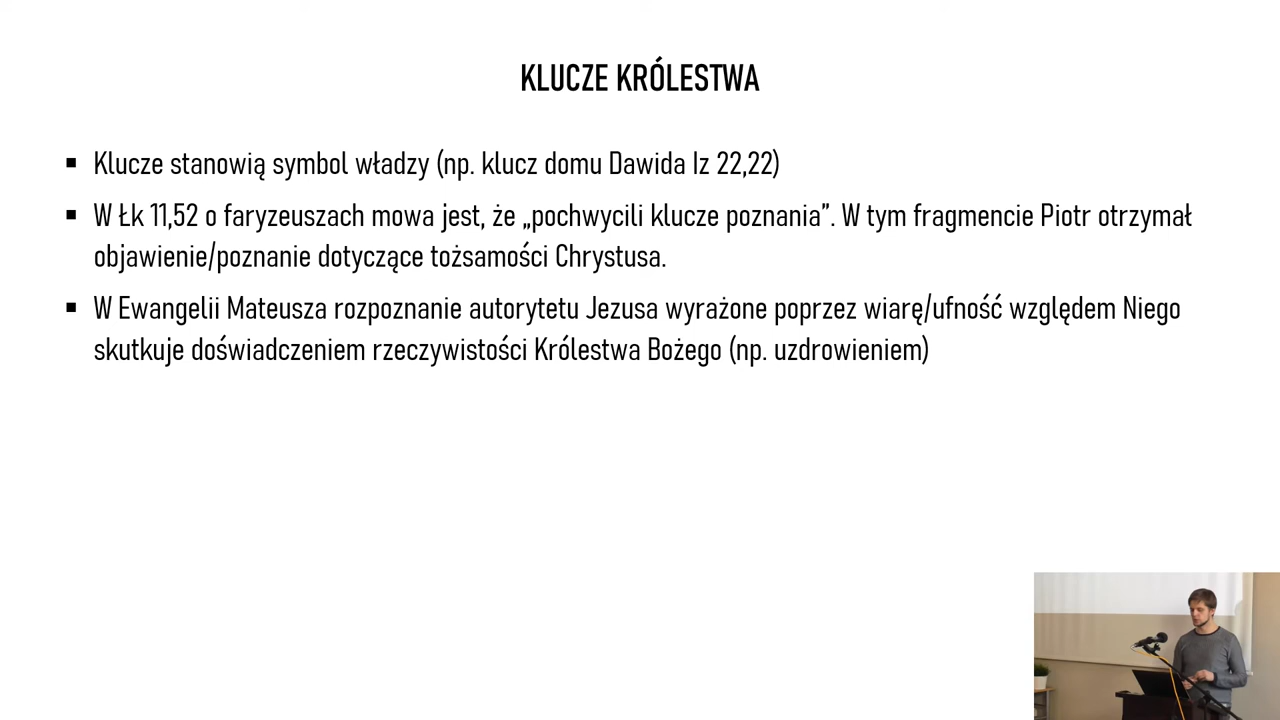 KLUCZE KRÓLESTWA
▪ Klucze stanowią symbol władzy (np. klucz domu Dawida Iz 22,22)
▪ W Łk 11,52 o faryzeuszach mowa jest, że „pochwycili klucze poznania”. W tym fragmencie Piotr otrzymał
objawienie/poznanie dotyczące tożsamości Chrystusa.
▪ W Ewangelii Mateusza rozpoznanie autorytetu Jezusa wyrażone poprzez wiarę/ufność względem Niego
skutkuje doświadczeniem rzeczywistości Królestwa Bożego (np. uzdrowieniem)